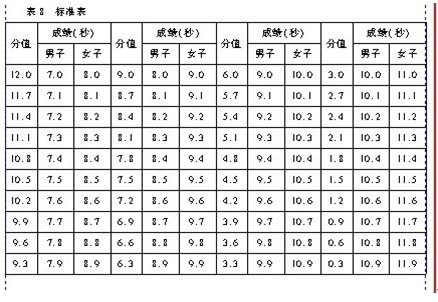 表8 标准表
分值 成绩(秒) 分值 成绩(秒) 分值 成绩(秒) 分值 成绩(秒)
男子 女子 男子 女子 男子 女子 男子 女子
12.0 7.0 8.0 9.0 8.0 9.0 6.0 9.0 10.0 3.0 10.0 11.0
11.7 7.1 8.1 8.7 8.1 9.1 5.7 9.1 10.1 2.7 10.1 11.1
11.4 7.2 8.2 8.4 8.2 9.2 5.4 9.2 10.2 2.4 10.2 11.2
11.1 7.3 8.3 8.1 8.3 9.3 5.1 9.3 10.3 2.1 10.3 11.3
10.8 7.4 8.4 7.8 8.4 9.4 4.8 9.4 10.4 1.8 10.4 11.4
10.5 7.5 8.5 7.5 8.5 9.5 4.5 9.5 10.5 1.5 10.5 11.5
10.2 7.6 8.6 7.2 8.6 9.6 4.2 9.6 10.6 1.2 10.6 11.6
9.9 7.7 8.7 6.9 8.7 9.7 3.9 9.7 10.7 0.9 10.7 11.7
9.6 7.8 8.8 6.6 8.8 9.8 3.6 9.8 10.8 0.6 10.8 11.8
9.3 7.9 8.9 6.3 8.9 9.9 3.3 9.9 10.9 0.3 10.9 11.9